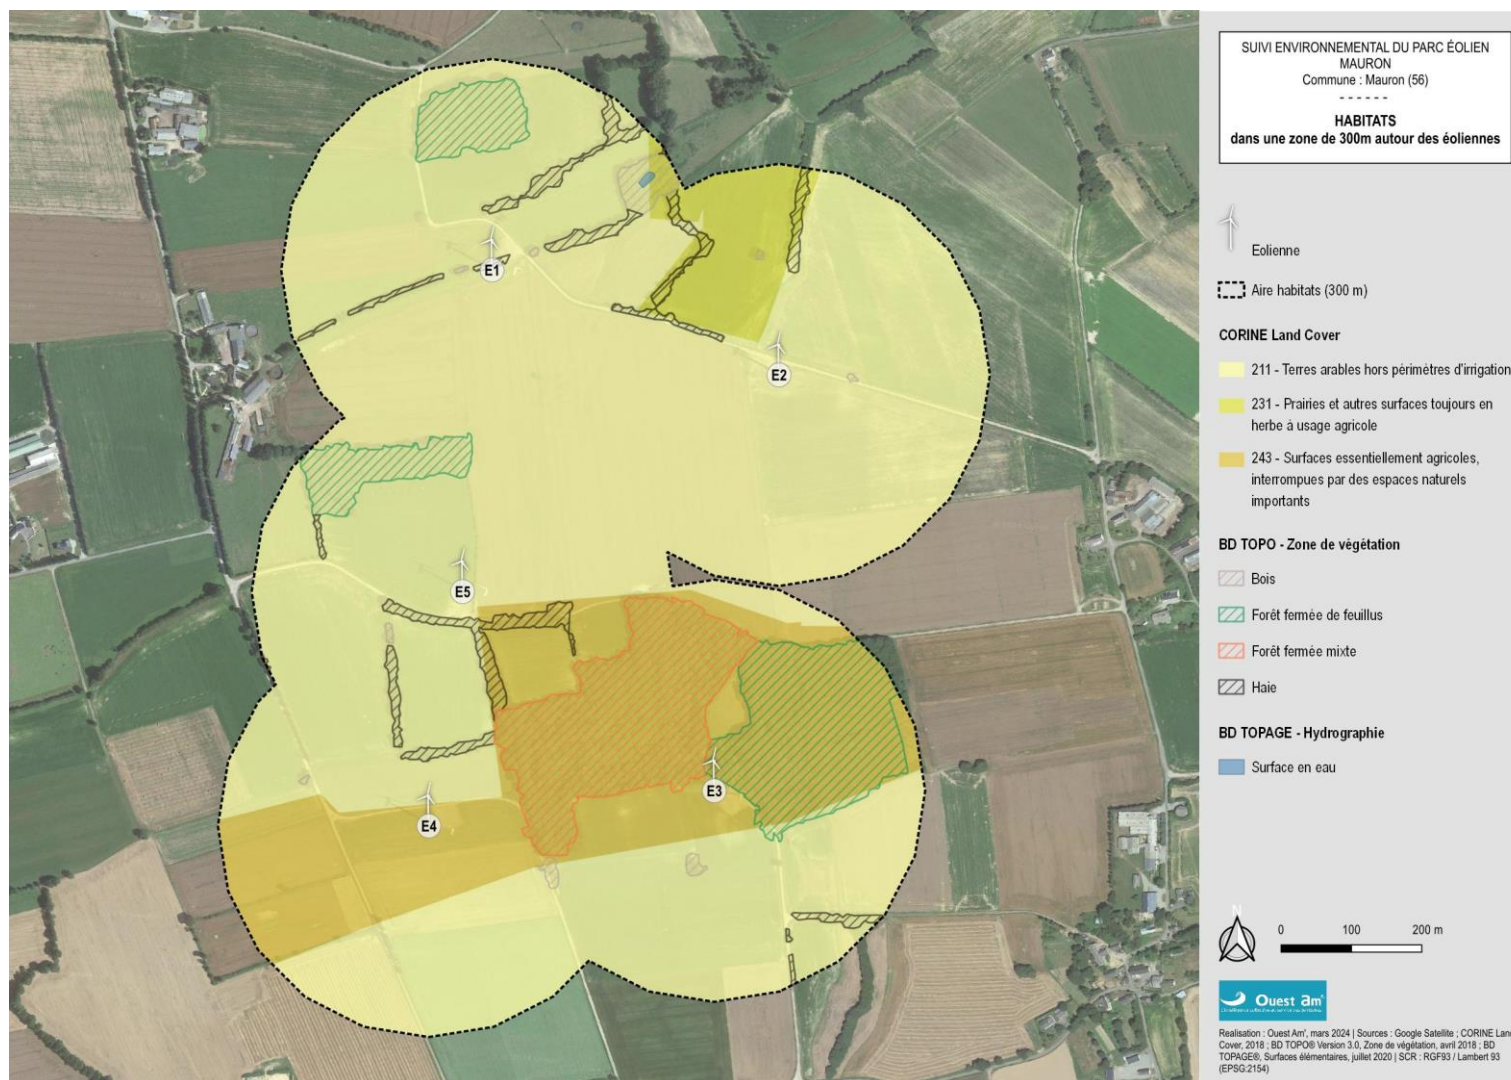 SUIVI ENVIRONNEMENTAL DU PARC ÉOLIEN
MAURON
Commune : Mauron (56)
- - - - - -
HABITATS
dans une zone de 300m autour des éoliennes
Eolienne
Aire habitats (300 m)
CORINE Land Cover
211 - Terres arables hors périmètres d'irrigation
231 - Prairies et autres surfaces toujours en
herbe à usage agricole
243 - Surfaces essentiellement agricoles,
interrompues par des espaces naturels
importants
BD TOPO - Zone de végétation
Bois
Forêt fermée de feuillus
Forêt fermée mixte
Haie
BD TOPAGE - Hydrographie
Surface en eau
E1
E2
E5
E3
E4
N
0 100 200 m
Ouest am'
Realisation : Ouest Am', mars 2024 | Sources : Google Satellite ; CORINE Lan
Cover, 2018 ; BD TOPO® Version 3.0, Zone de végétation, avril 2018 ; BD
TOPAGE®, Surfaces élémentaires, juillet 2020 | SCR : RGF93 / Lambert 93
(EPSG:2154)